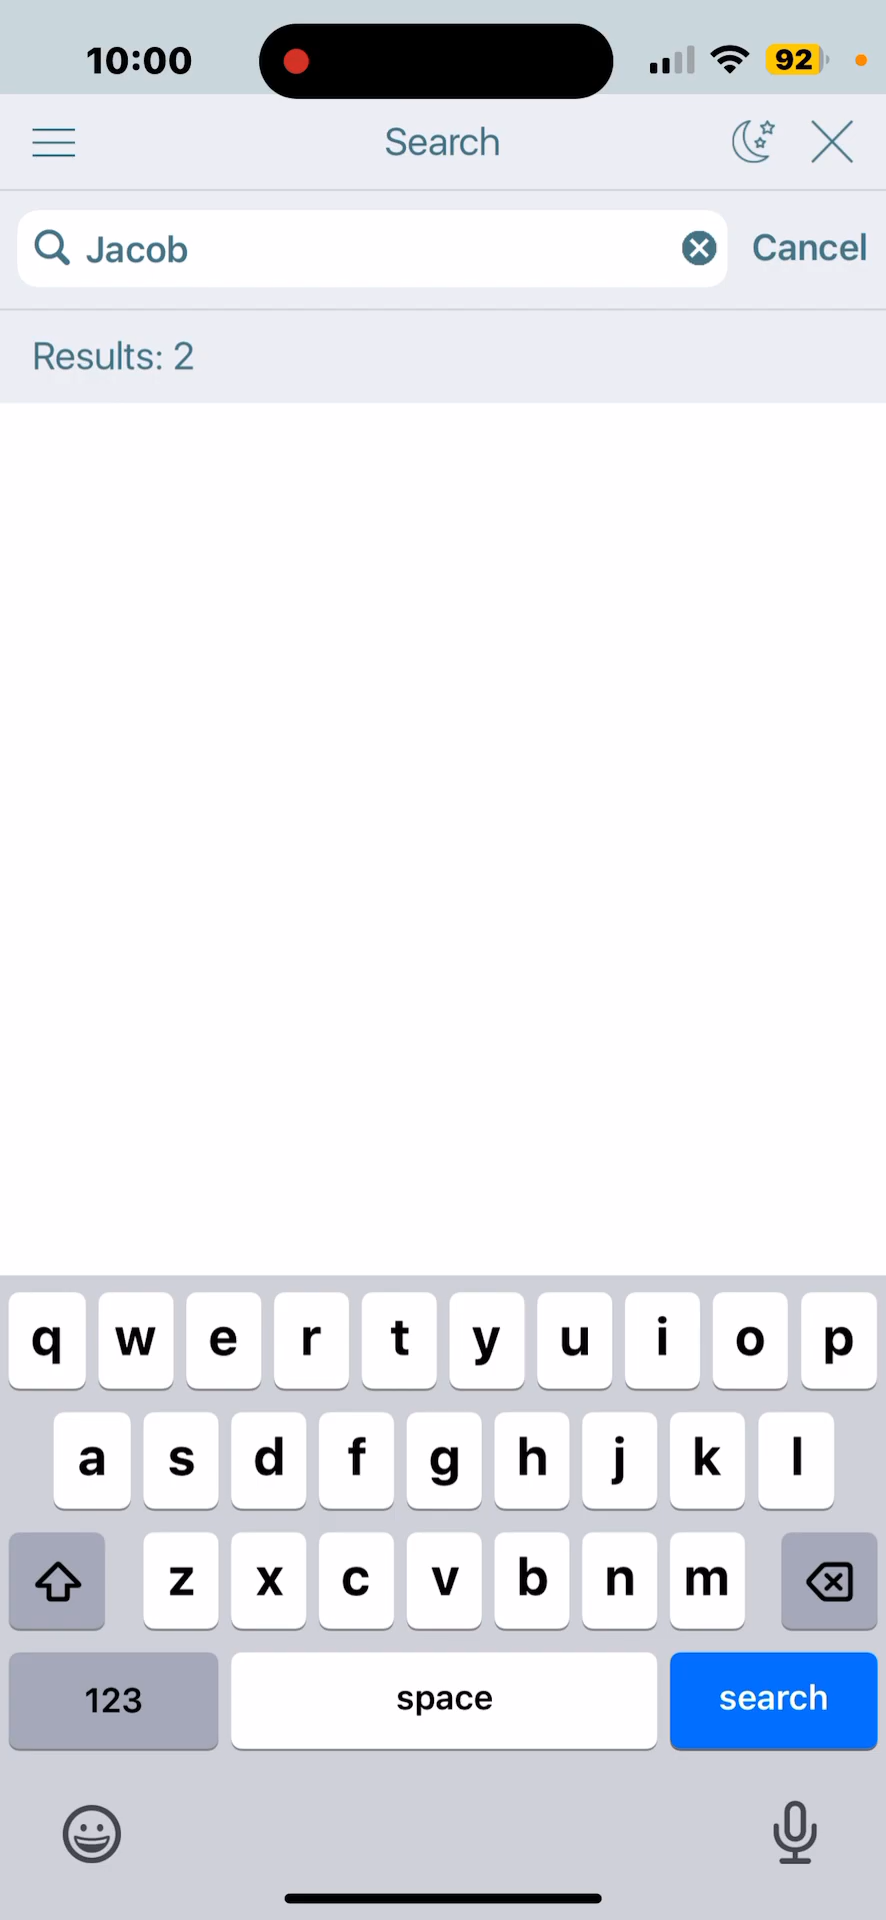 10:00
92
Search
Jacob
Cancel
Results: 2
q w e r t y u i o p
a s d f g h j k l
z x c v b n m
123 space search